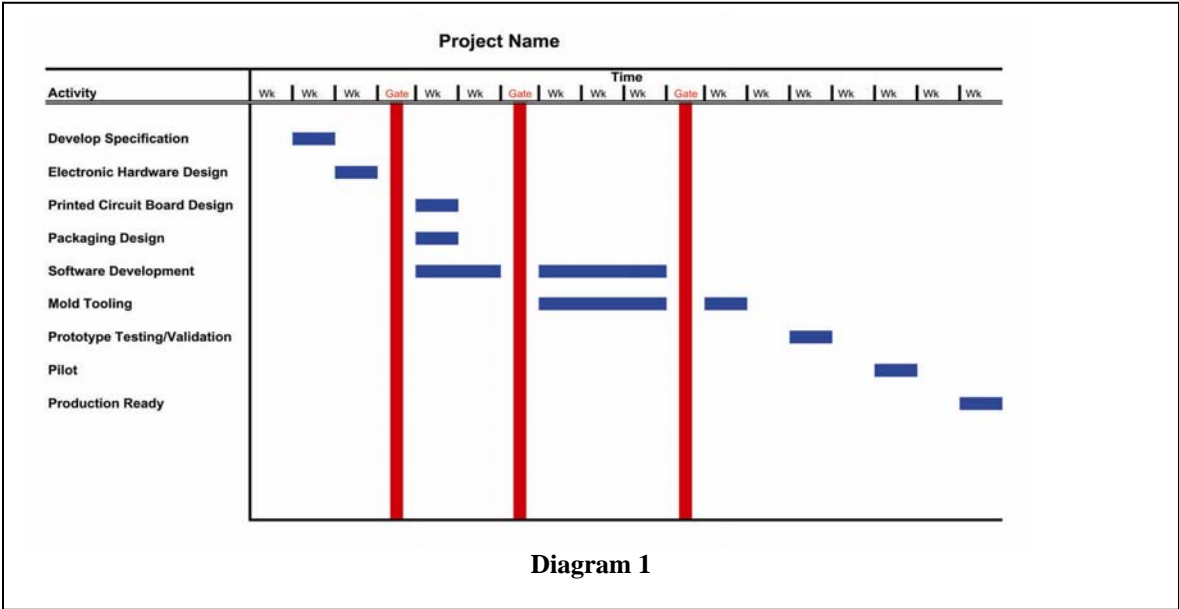 Project Name
Time
Activity Wk Wk Wk Gate Wk Wk Gate Wk Wk Wk Gate Wk Wk Wk Wk Wk Wk Wk
Develop Specification
Electronic Hardware Design
Printed Circuit Board Design
Packaging Design
Software Development
Mold Tooling
Prototype Testing/Validation
Pilot
Production Ready
Diagram 1